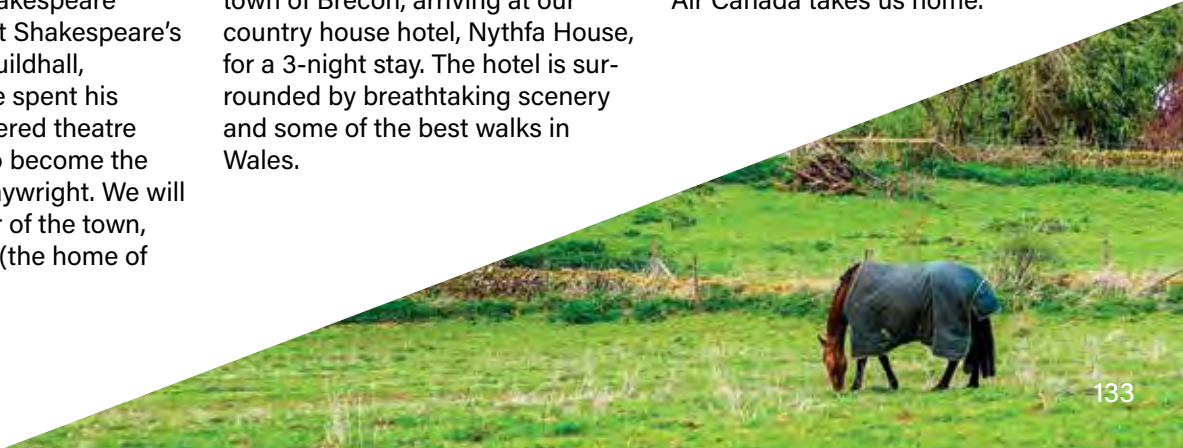 akespeare
t Shakespeare's
uildhall,
e spent his
ered theatre
o become the
aywright. We will
r of the town,
(the home of
town of Brecon, arriving at our
country house hotel, Nythfa House,
for a 3-night stay. The hotel is sur-
rounded by breathtaking scenery
and some of the best walks in
Wales.
Air Canada takes us home.
133